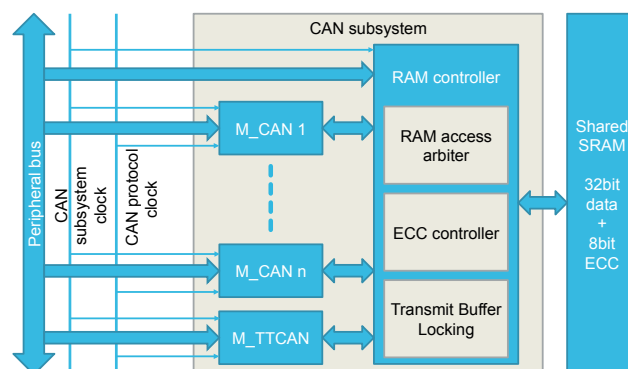 CAN subsystem
Peripheral bus
CAN
subsystem
clock
CAN protocol
clock
RAM controller
M_CAN 1
RAM access
arbiter
ECC controller
M_CAN n
Transmit Buffer
Locking
M_TTCAN
Shared
SRAM
32bit
data
+
8bit
ECC